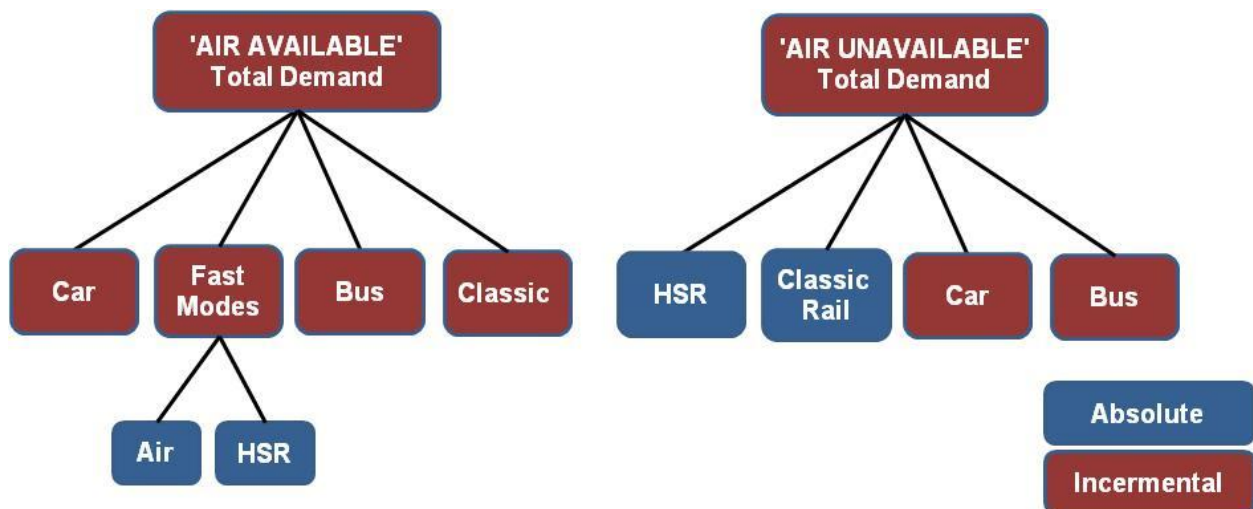 'AIR AVAILABLE'
Total Demand
'AIR UNAVAILABLE'
Total Demand
Car
Fast
Modes
Bus
Classic
HSR
Classic
Rail
Car
Bus
Air
HSR
Absolute
Incermental